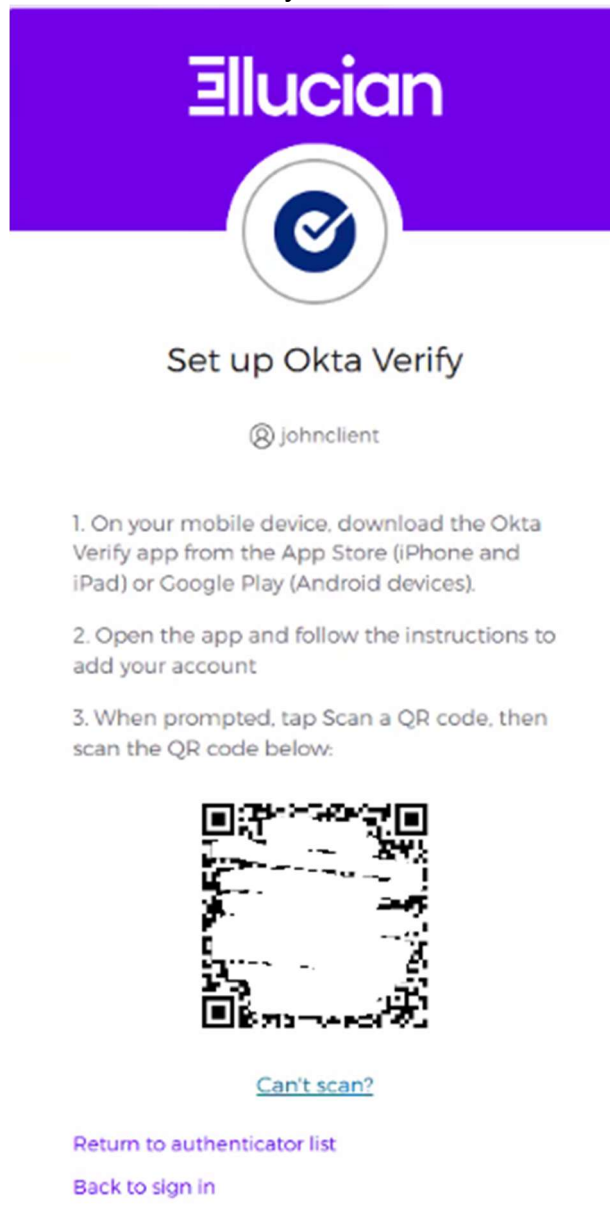 Ellucian
Set up Okta Verify
johnclient
1. On your mobile device, download the Okta
Verify app from the App Store (iPhone and
iPad) or Google Play (Android devices).
2. Open the app and follow the instructions to
add your account
3. When prompted, tap Scan a QR code, then
scan the QR code below:
Can't scan?
Return to authenticator list
Back to sign in